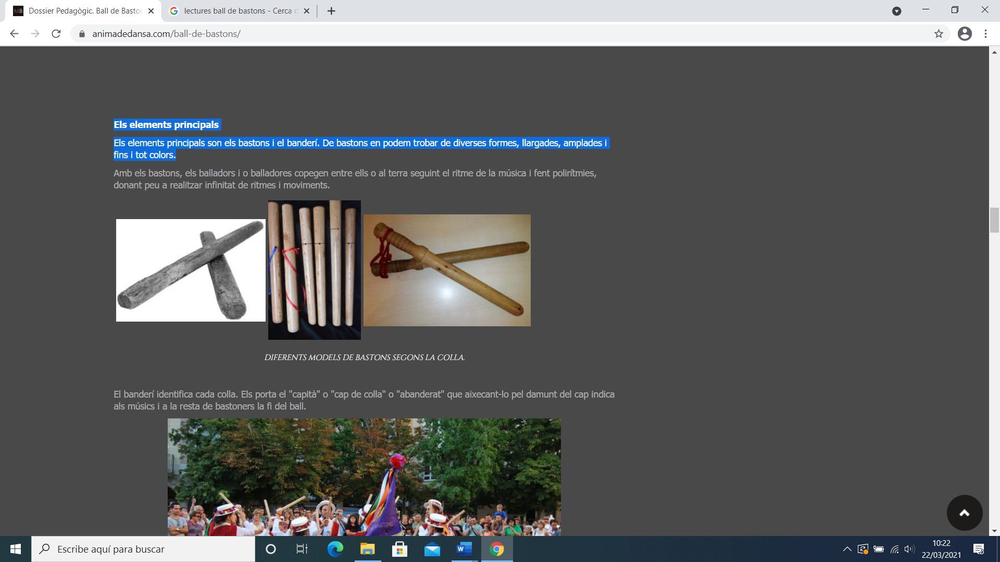 Dossier Pedagògic. Ball de Baston
lectures ball de bastons - Cerca d
animadedansa.com/ball-de-bastons/
Els elements principals
Els elements principals son els bastons i el banderí. De bastons en podem trobar de diverses formes, llargades, amplades i
fins i tot colors.
Amb els bastons, els balladors i o balladores copegen entre ells o al terra seguint el ritme de la música i fent polirítmies,
donant peu a realitzar infinitat de ritmes i moviments.
DIFERENTS MODELS DE BASTONS SEGONS LA COLLA.
El banderí identifica cada colla. Els porta el "capità" o "cap de colla" o "abanderat" que aixecant-lo pel damunt del cap indica
als músics i a la resta de bastoners la fi del ball.
BASTONS
Escribe aquí para buscar
10:22
22/03/2021